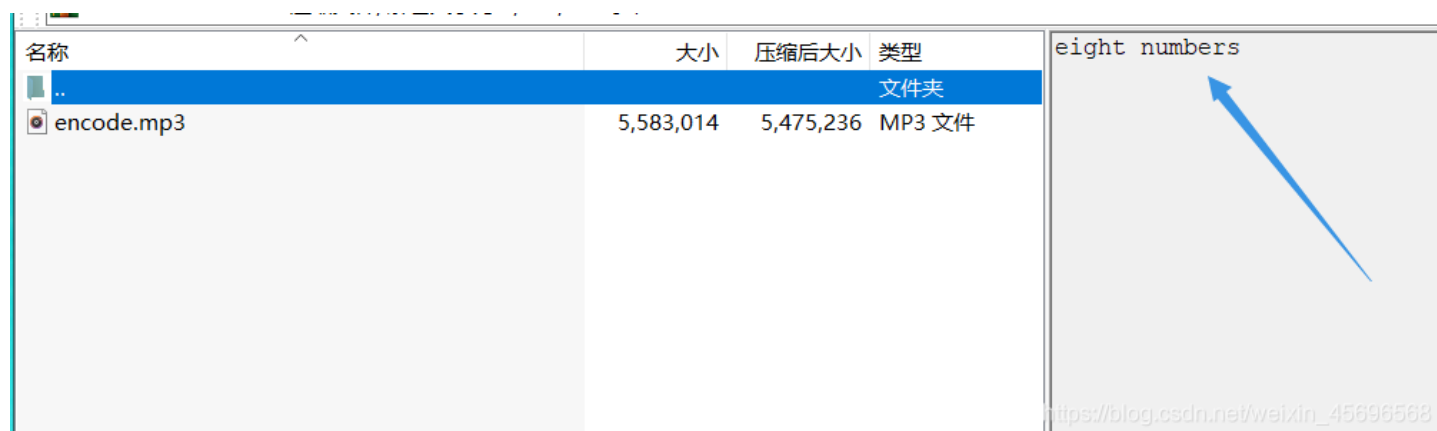 名称 大小 压缩后大小 类型
.. 文件夹
encode.mp3 5,583,014 5,475,236 MP3 文件
eight numbers
https://blog.csdn.net/weixin_45696568